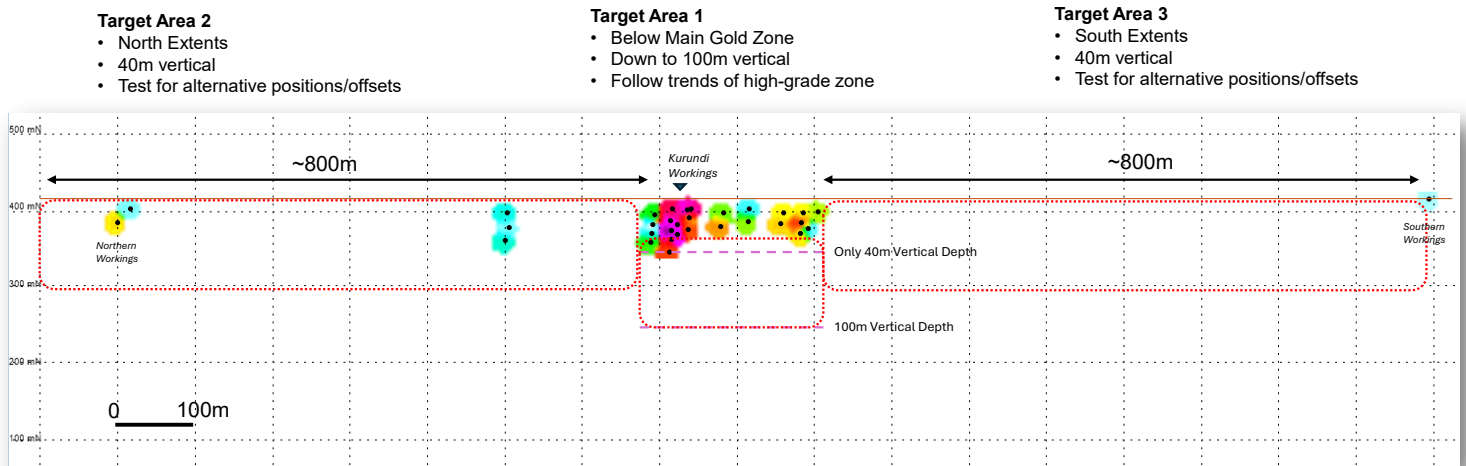 Target Area 2
• North Extents
• 40m vertical
• Test for alternative positions/offsets
Target Area 1
• Below Main Gold Zone
• Down to 100m vertical
• Follow trends of high-grade zone
Target Area 3
• South Extents
• 40m vertical
• Test for alternative positions/offsets
500 mN
~800m
Kurundi
Workings
~800m
400 mN
Northern
Workings
Southern
Workings
Only 40m Vertical Depth
300 mN
100m Vertical Depth
200 mN
0 100m
100 mN